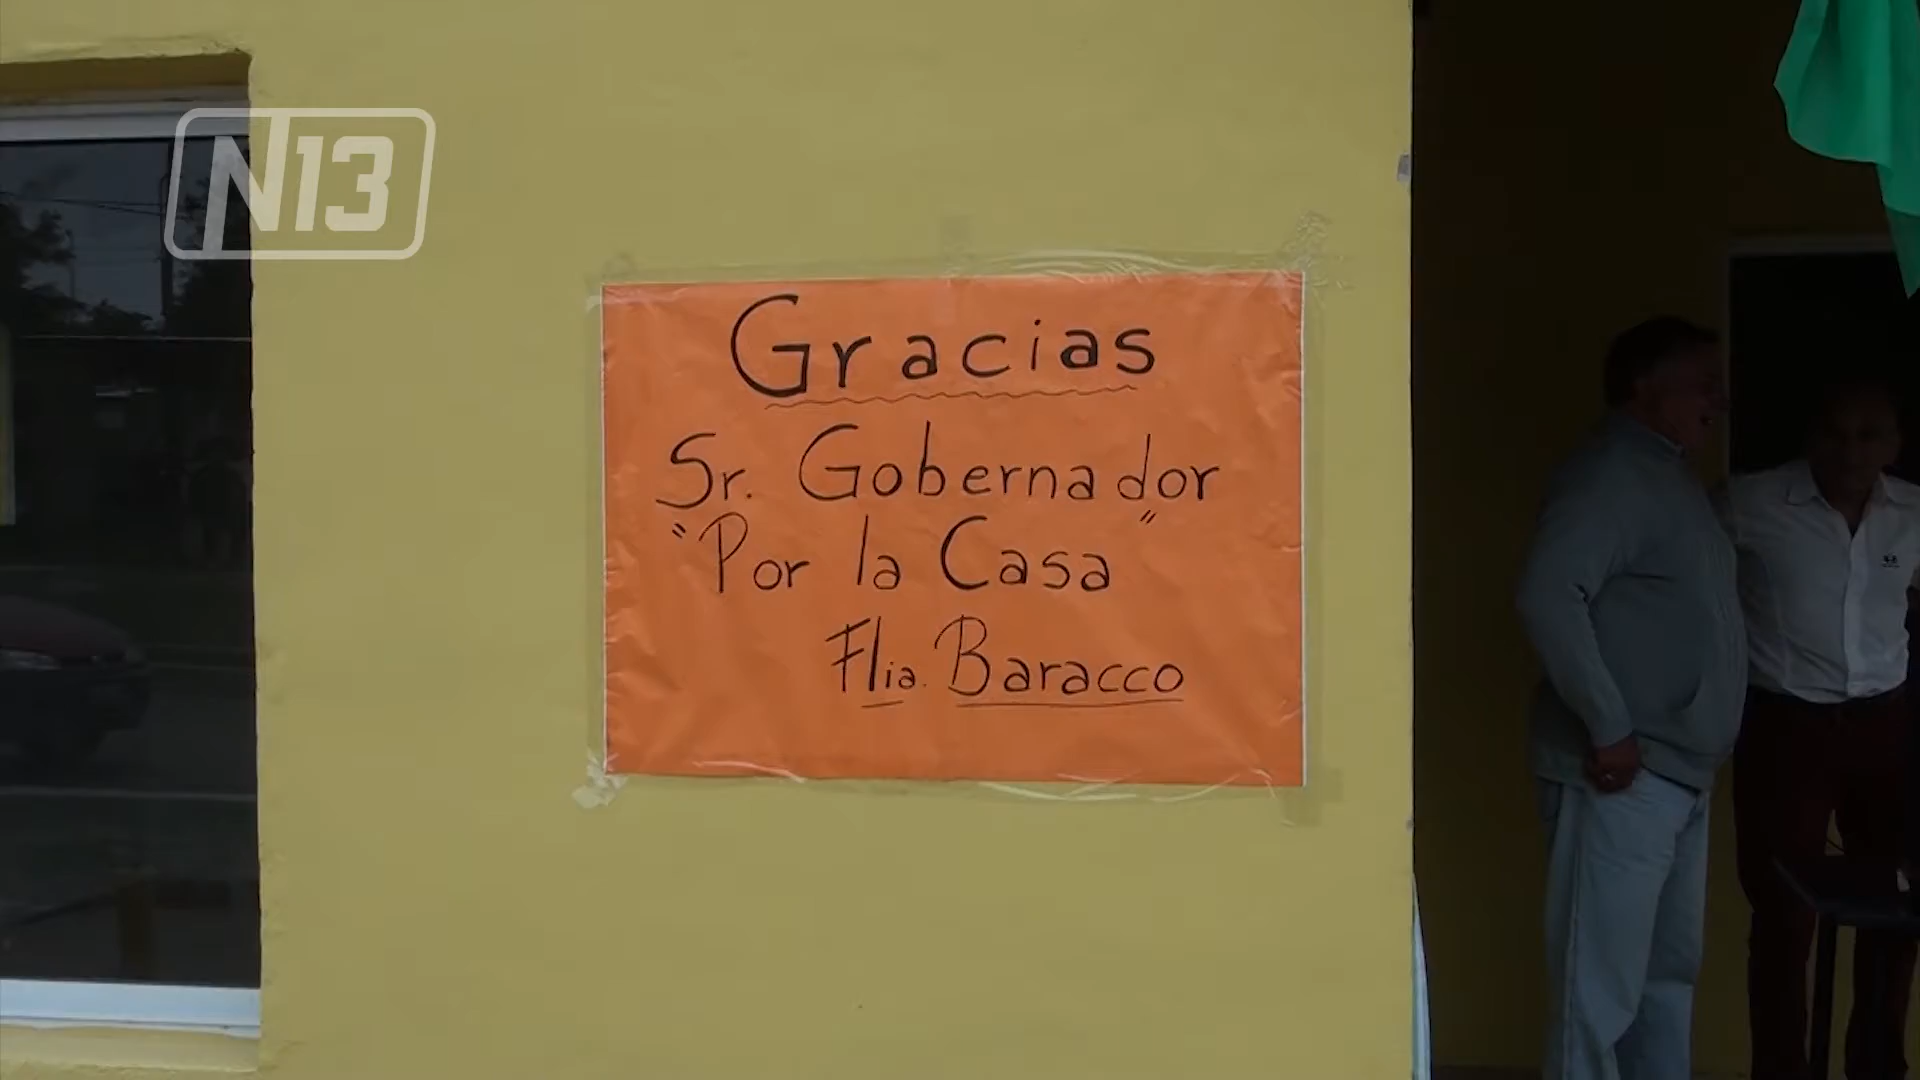 N13
Gracias
Sr. Gobernador
"Por la Casa"
Flia. Baracco